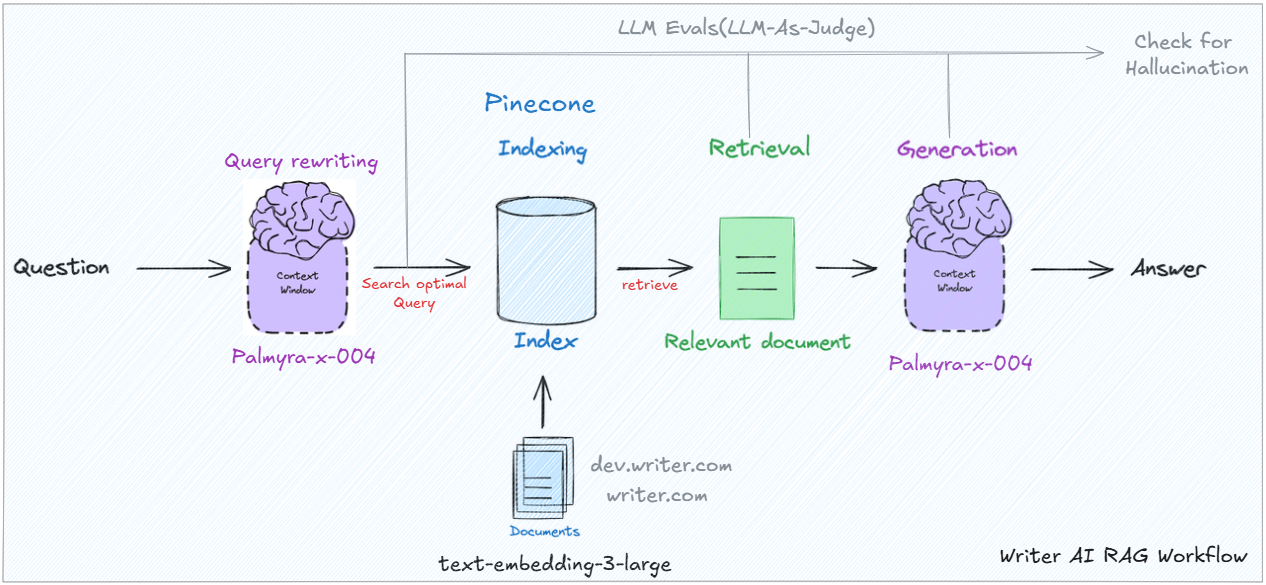 LLM Evals(LLM-As-Judge)
Check for
Hallucination
Pinecone
Query rewriting
Indexing
Retrieval
Generation
Question
Context
Window
Search optimal
Query
retrieve
Context
Window
Answer
Palmyra-x-004
Index
Relevant document
Palmyra-x-004
dev.writer.com
writer.com
Documents
text-embedding-3-large
Writer AI RAG Workflow